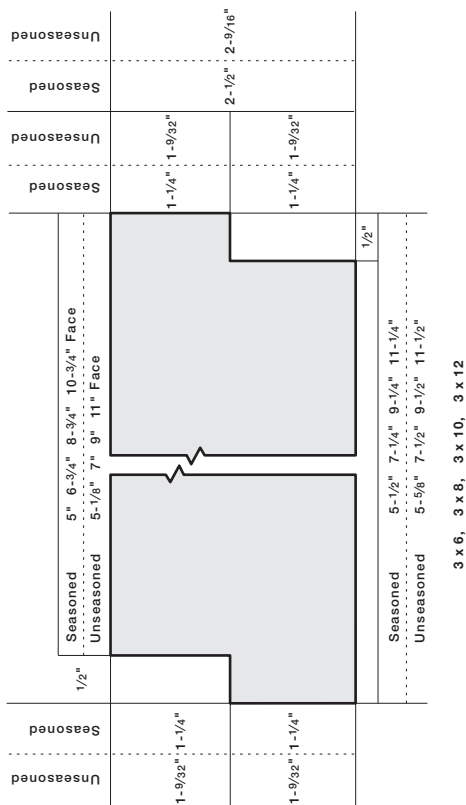 Unseasoned
2-9/16"
Seasoned
2-1/2"
Unseasoned
1-9/32"
1-9/32"
Seasoned
1-1/4"
1-1/4"
1/2"
Seasoned 5" 6-3/4" 8-3/4" 10-3/4" Face
Unseasoned 5-1/8" 7" 9" 11" Face
1/2"
Seasoned 5-1/2" 7-1/4" 9-1/4" 11-1/4"
Unseasoned 5-5/8" 7-1/2" 9-1/2" 11-1/2"
Seasoned
1-1/4"
1-1/4"
Unseasoned
1-9/32"
1-9/32"
3 x 6, 3 x 8, 3 x 10, 3 x 12